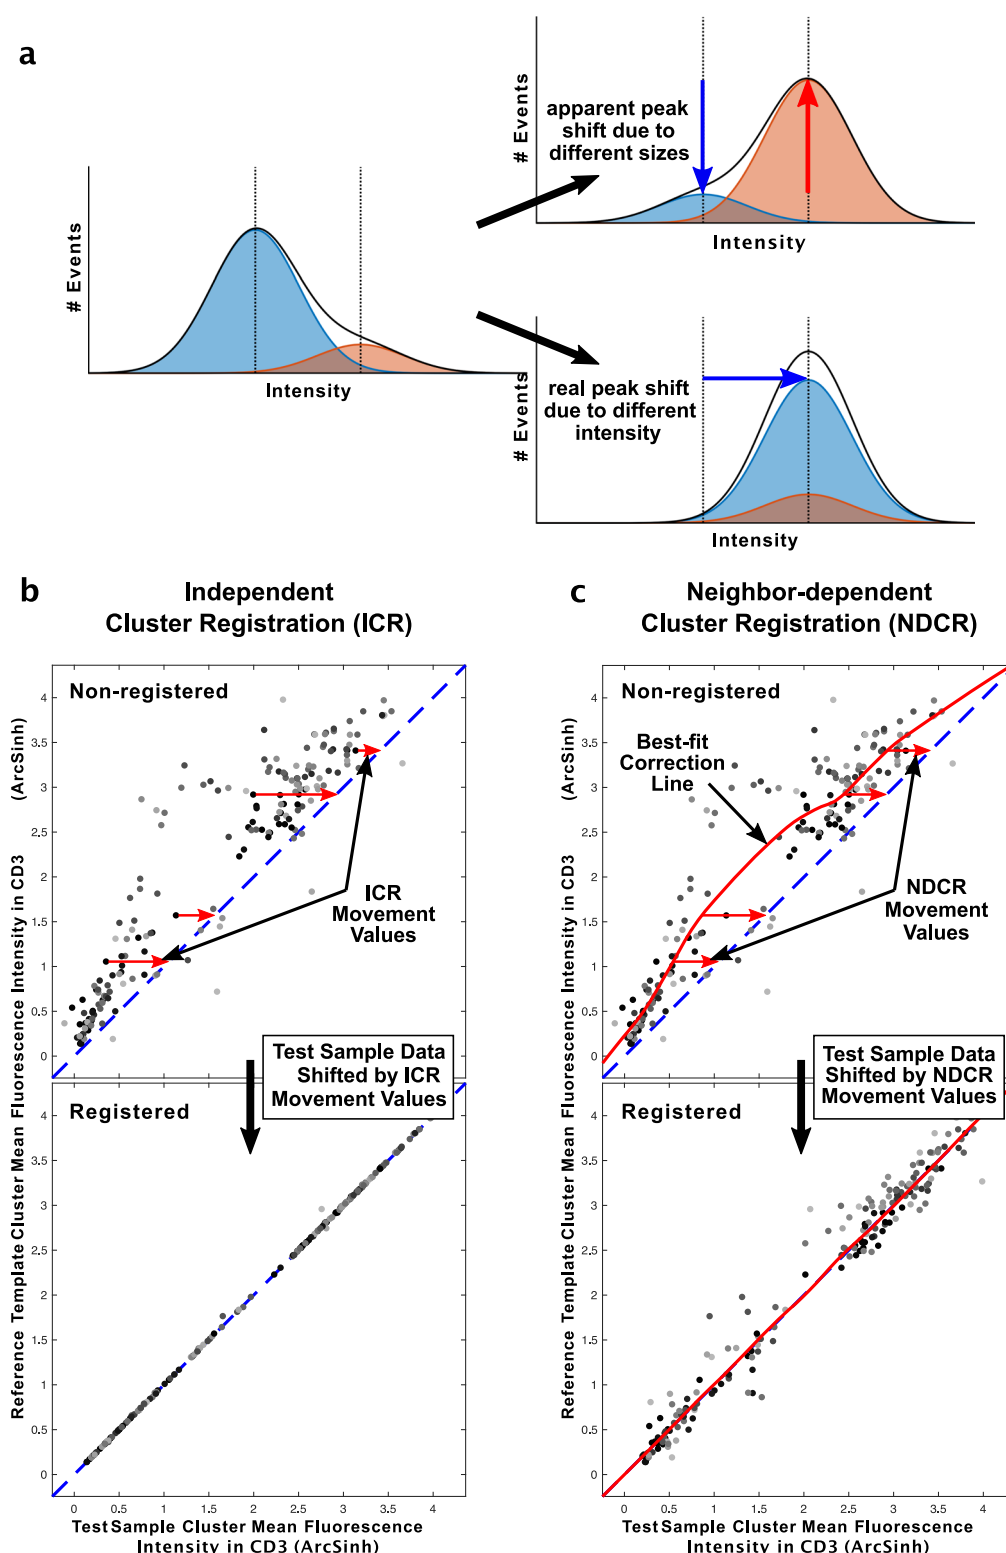 a
# Events
Intensity
# Events
apparent peak
shift due to
different sizes
Intensity
# Events
real peak shift
due to different
intensity
Intensity
b
Independent
Cluster Registration (ICR)
c
Neighbor-dependent
Cluster Registration (NDCR)
Reference Template Cluster Mean Fluorescence Intensity in CD3 (ArcSinh)
Non-registered
4
3.5
3
2.5
2
1.5
1
0.5
0
ICR
Movement
Values
Test Sample Data
Shifted by ICR
Movement Values
Registered
4
3.5
3
2.5
2
1.5
1
0.5
0
0 0.5 1 1.5 2 2.5 3 3.5 4
Test Sample Cluster Mean Fluorescence
Intensity in CD3 (ArcSinh)
Reference Template Cluster Mean Fluorescence Intensity in CD3 (ArcSinh)
Non-registered
4
3.5
3
2.5
2
1.5
1
0.5
0
Best-fit
Correction
Line
NDCR
Movement
Values
Test Sample Data
Shifted by NDCR
Movement Values
Registered
4
3.5
3
2.5
2
1.5
1
0.5
0
0 0.5 1 1.5 2 2.5 3 3.5 4
Test Sample Cluster Mean Fluorescence
Intensity in CD3 (ArcSinh)